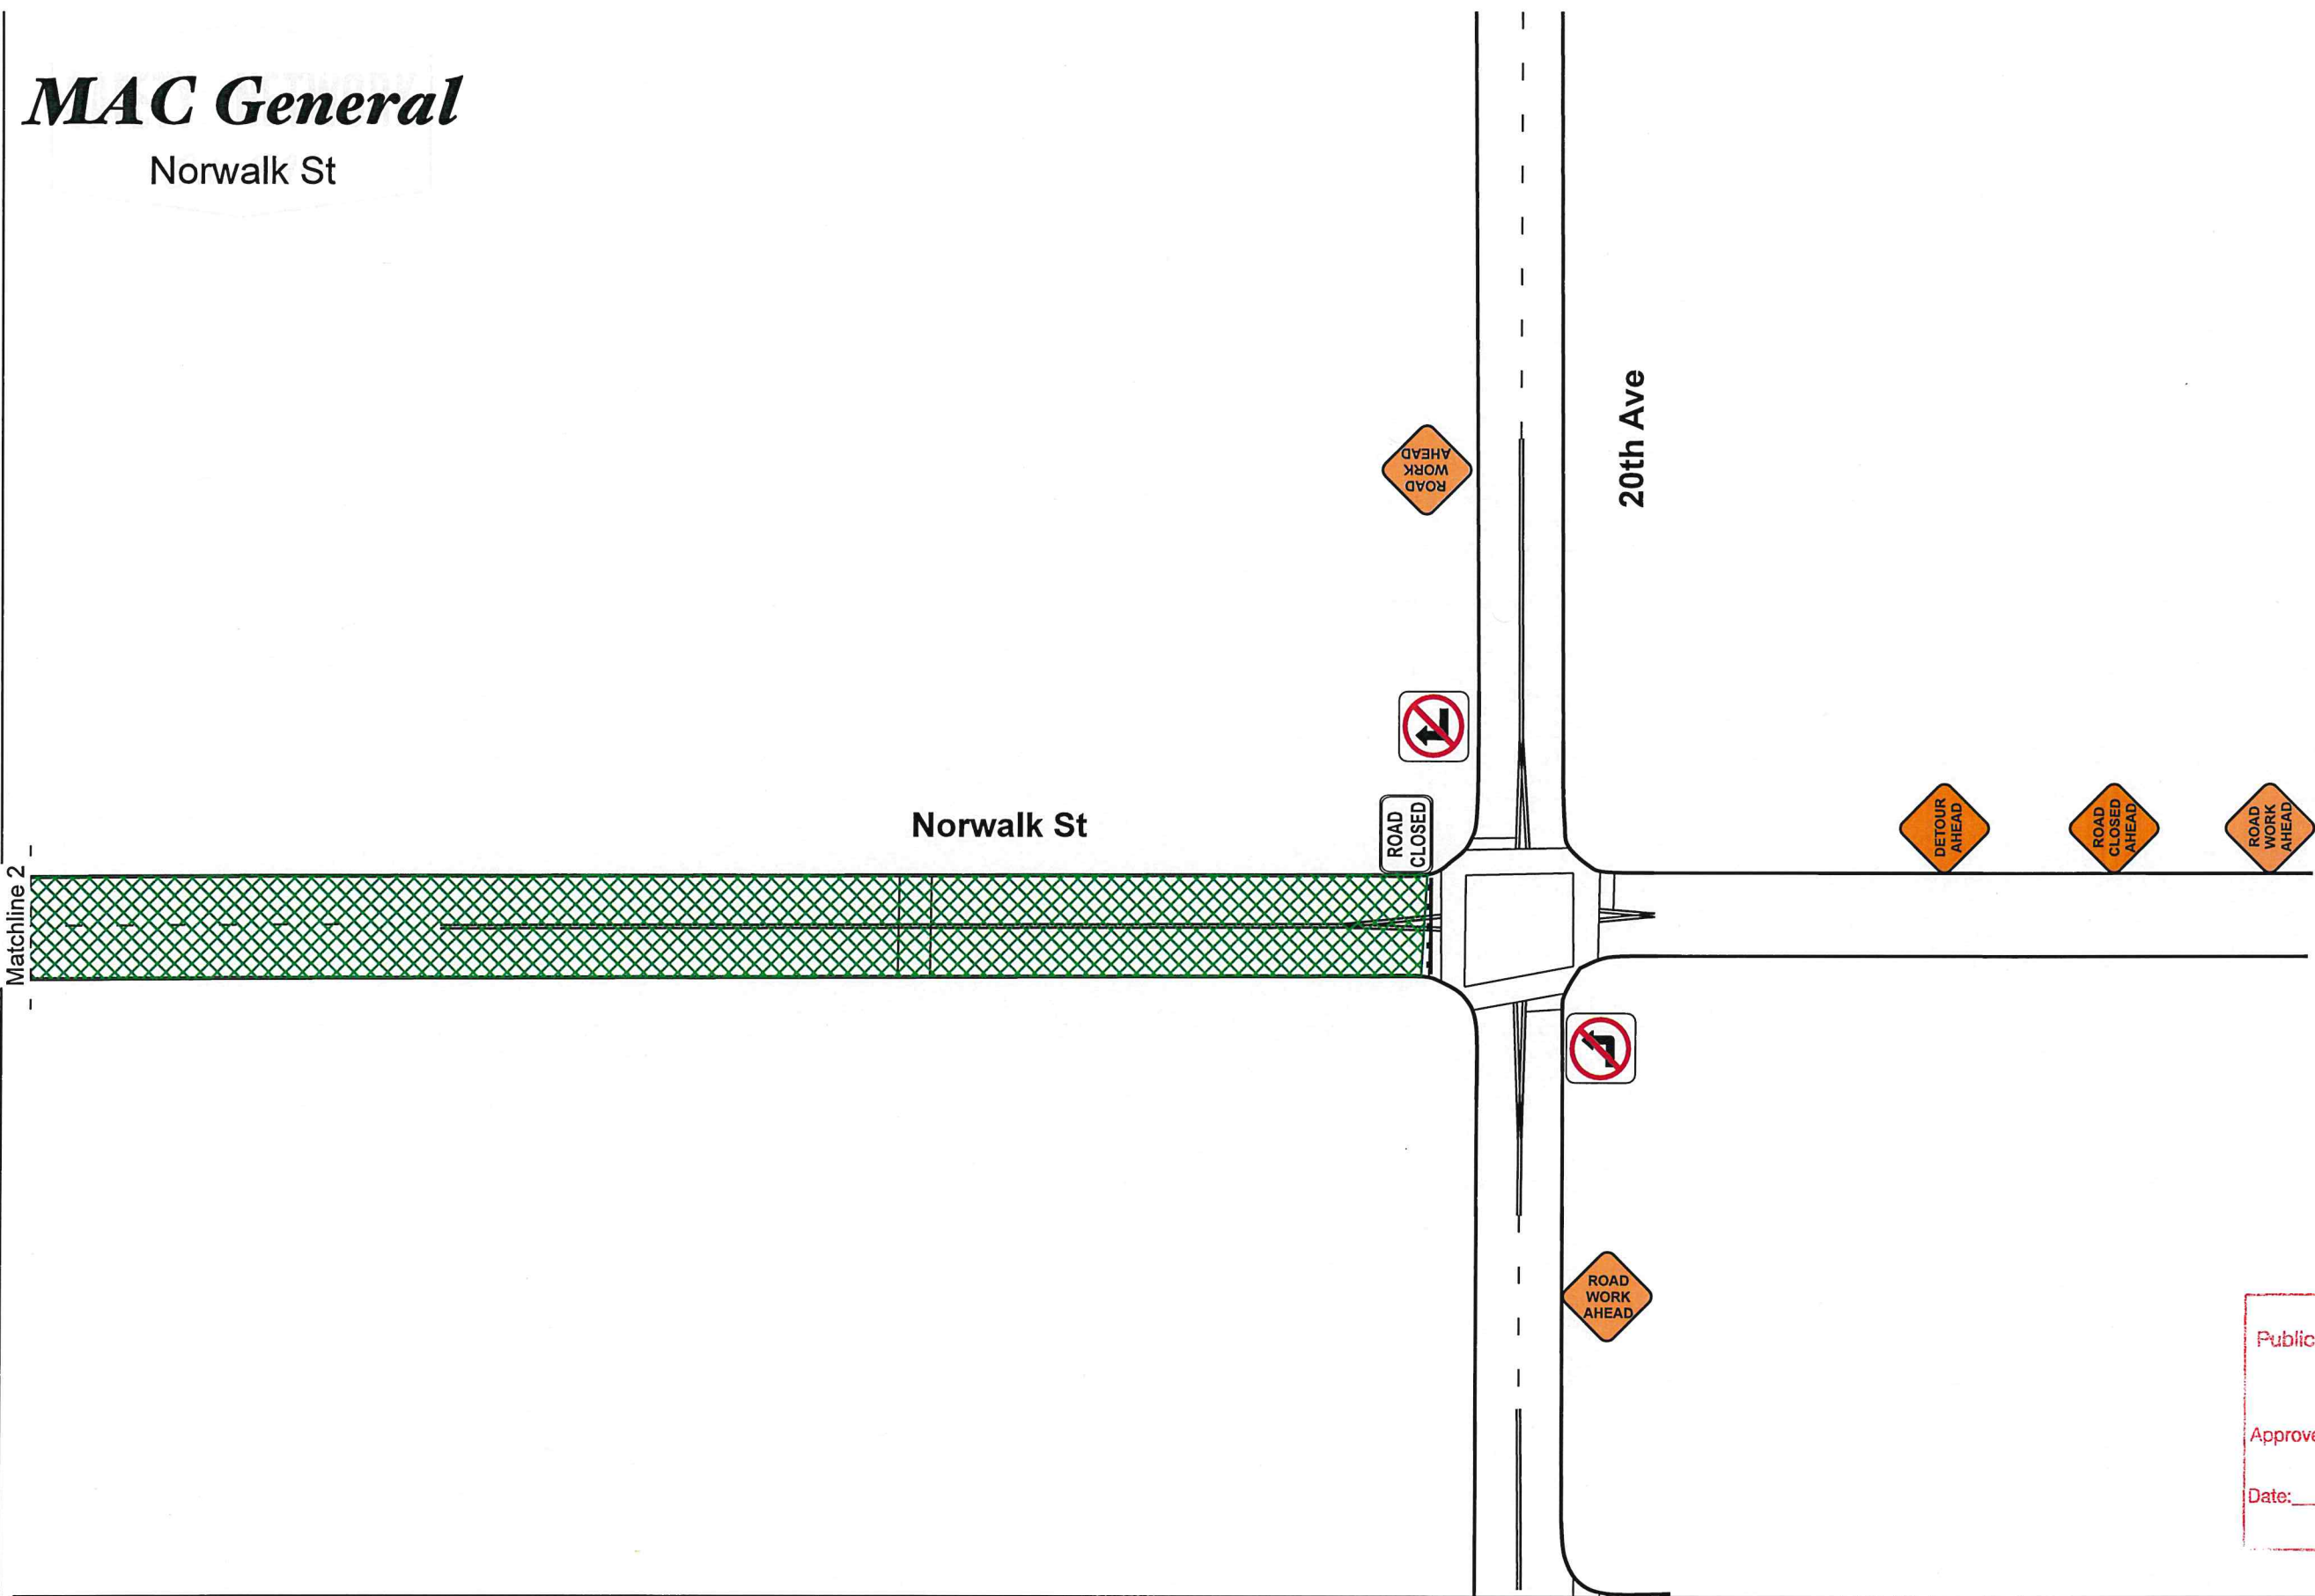 MAC General
Norwalk St
20th Ave
ROAD
WORK
AHEAD
Norwalk St
ROAD
CLOSED
DETOUR
AHEAD
ROAD
CLOSED
AHEAD
ROAD
WORK
AHEAD
Matchline 2
ROAD
WORK
AHEAD
Public
Approve
Date: